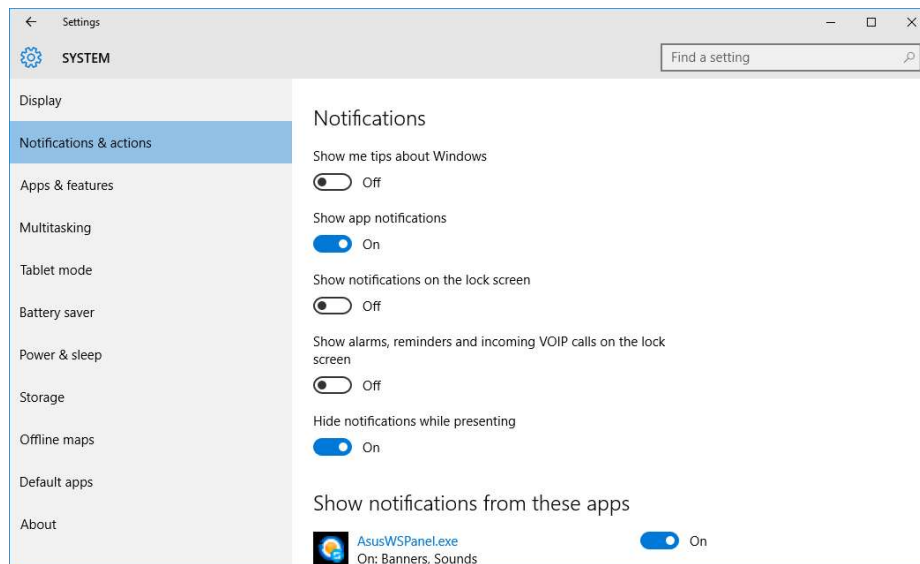 Settings
SYSTEM
Find a setting
Display
Notifications & actions
Apps & features
Multitasking
Tablet mode
Battery saver
Power & sleep
Storage
Offline maps
Default apps
About
Notifications
Show me tips about Windows
Off
Show app notifications
On
Show notifications on the lock screen
Off
Show alarms, reminders and incoming VOIP calls on the lock
screen
Off
Hide notifications while presenting
On
Show notifications from these apps
AsusWSPanel.exe
On
On: Banners, Sounds